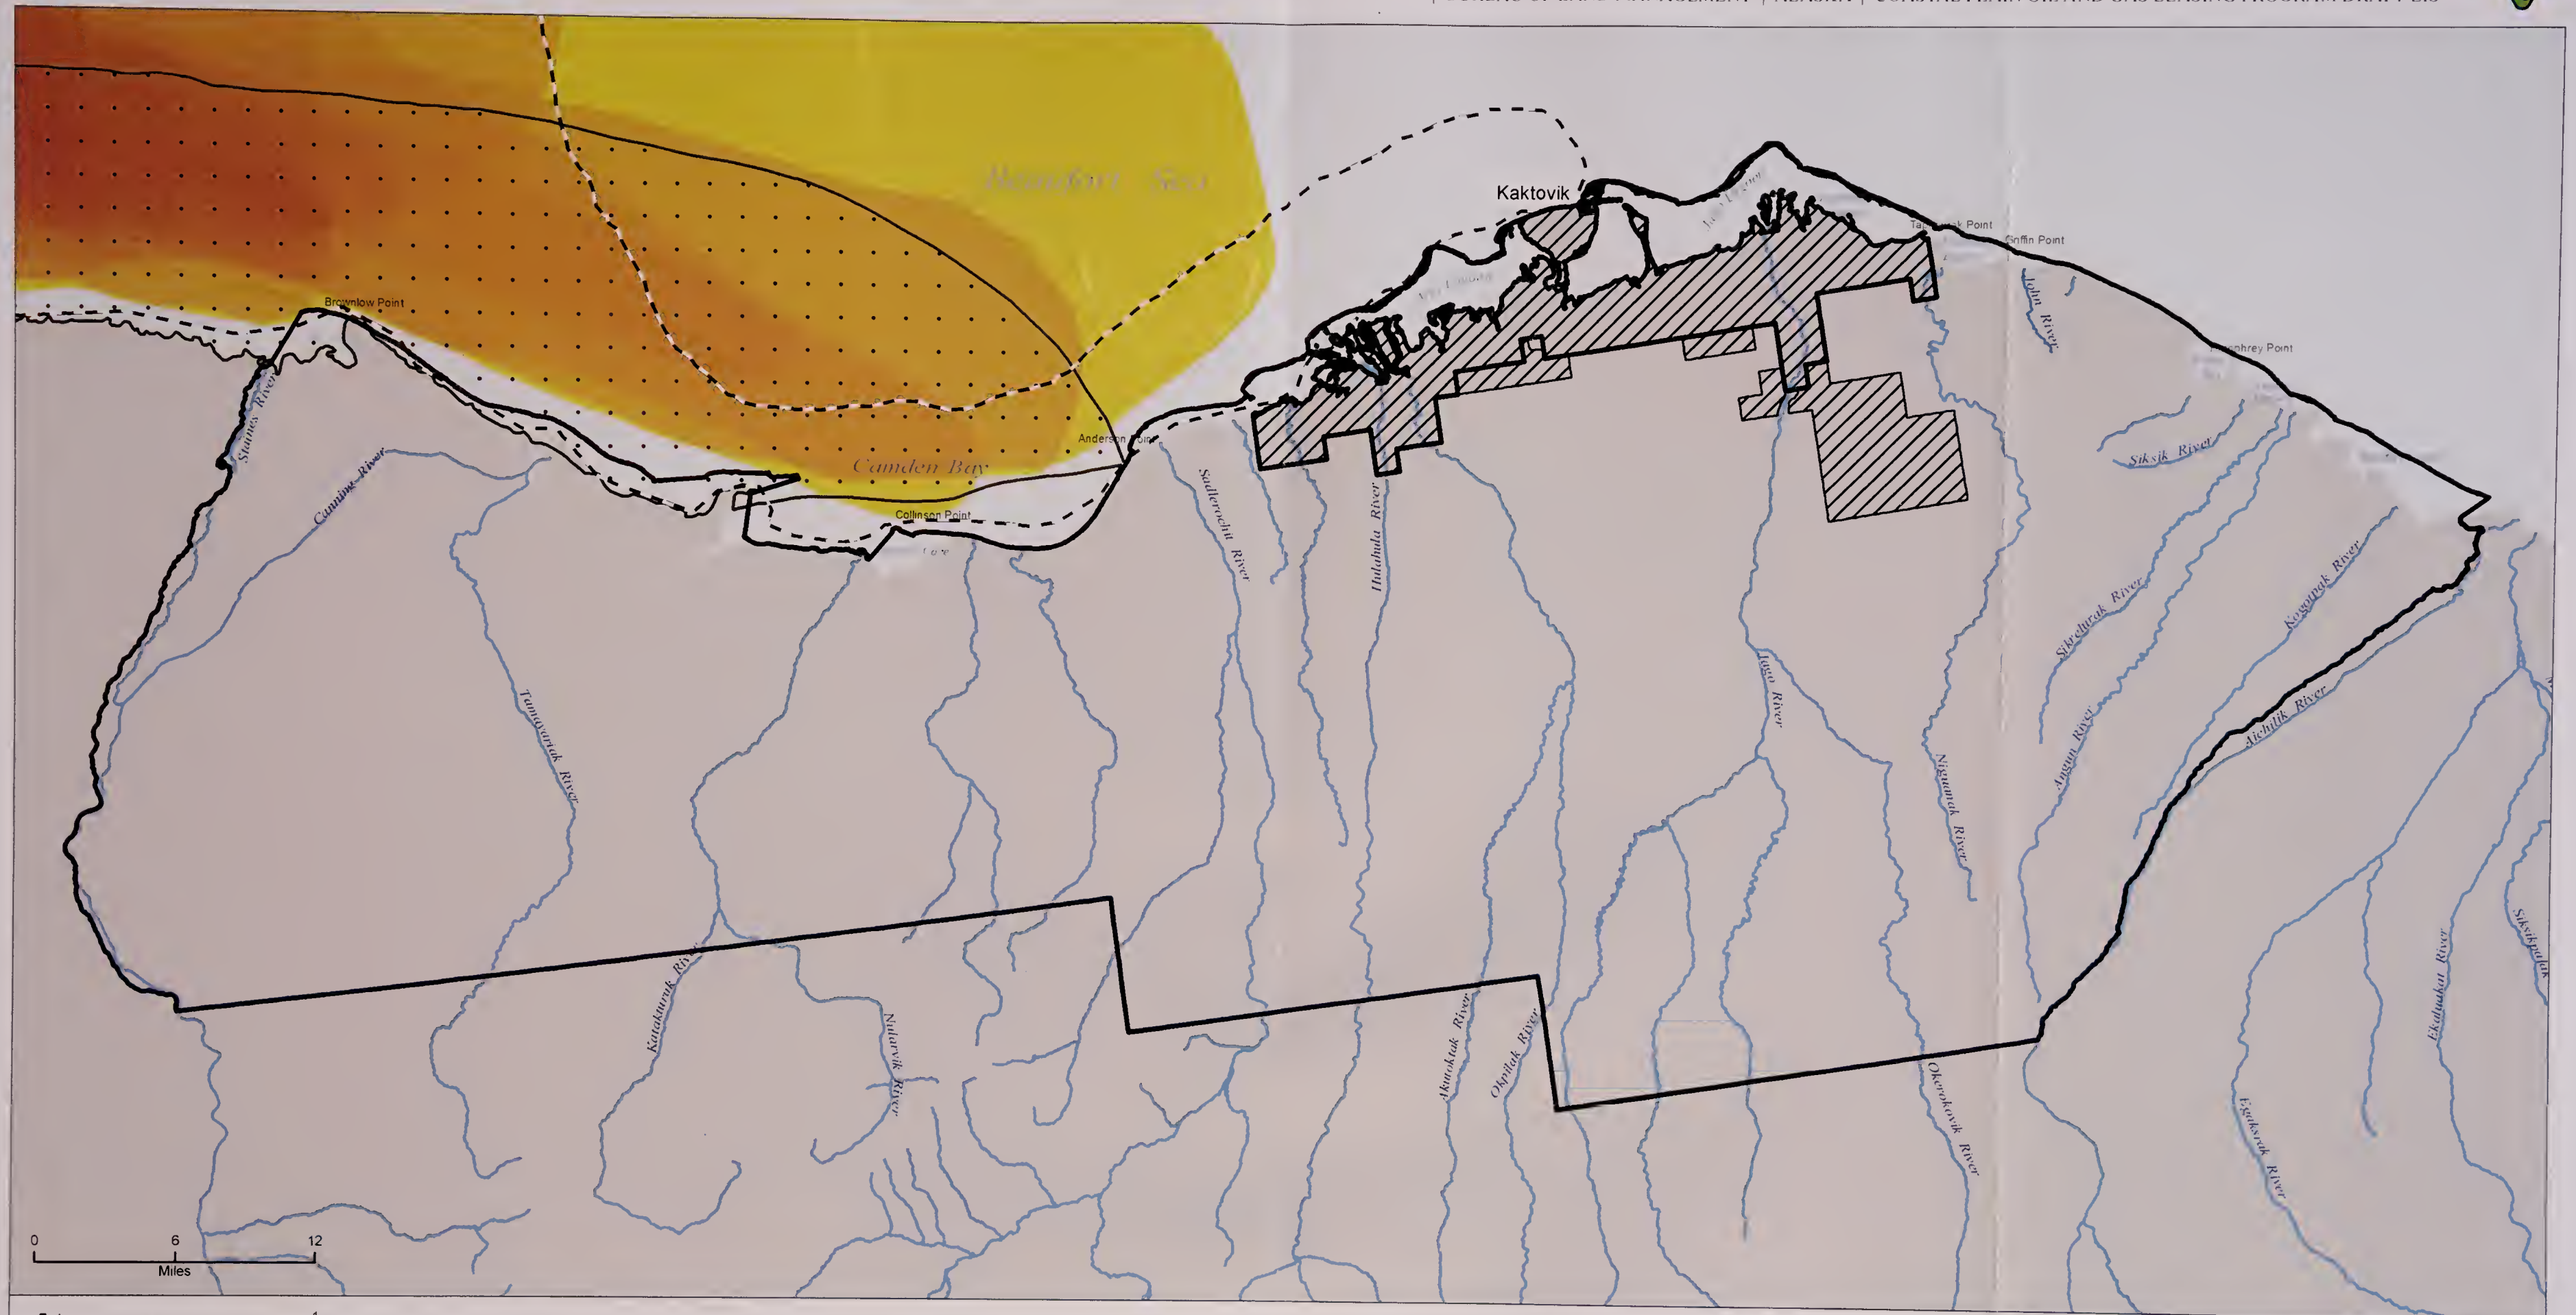 Beaufort Sea
Kaktovik
Griffin Point
Brownlow Point
John River
Staines River
Anderson Point
Camden Bay
Siksik River
Canning River
Sadlerochit River
Collinson Point
Hulahula River
Sikrelurak River
Kogotpak River
Tamayariak River
Jago River
Aichilik River
Angun River
Niguanak River
Katakturuk River
Nularvik River
Akutoktak River
Okpilak River
Okerokovik River
Ekaluakat River
Egaksrak River
0 6 12
Miles